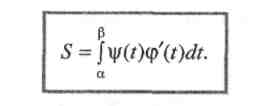 S = ∫_α^β ψ(t)φ′(t)dt.